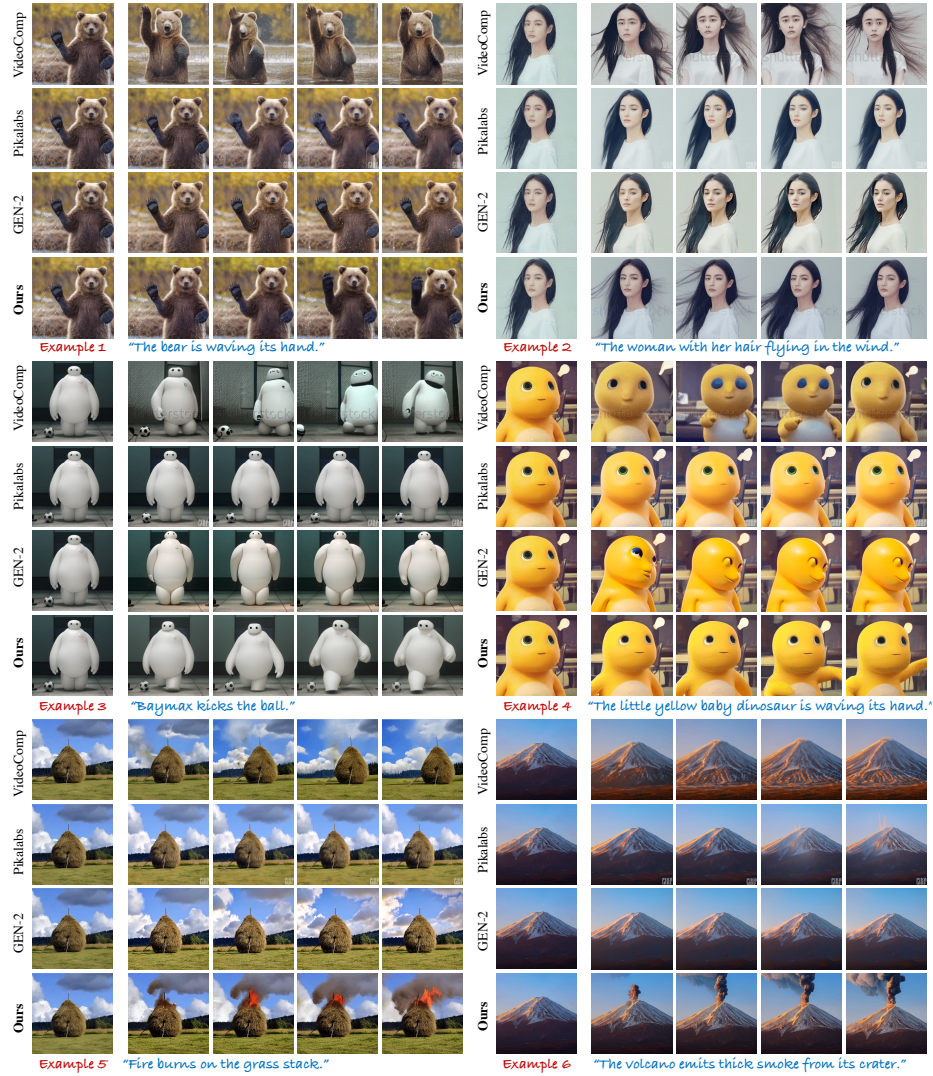 VideoComp
Pikalabs
GEN-2
Ours
Example 1 "The bear is waving its hand."
VideoComp
Pikalabs
GEN-2
Ours
Example 2 "The woman with her hair flying in the wind."
VideoComp
Pikalabs
GEN-2
Ours
Example 3 "Baymax kicks the ball."
VideoComp
Pikalabs
GEN-2
Ours
Example 4 "The little yellow baby dinosaur is waving its hand."
VideoComp
Pikalabs
GEN-2
Ours
Example 5 "Fire burns on the grass stack."
VideoComp
Pikalabs
GEN-2
Ours
Example 6 "The volcano emits thick smoke from its crater."